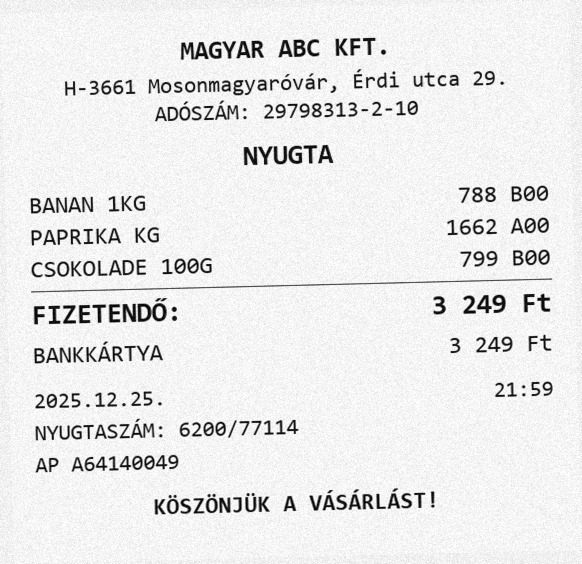 MAGYAR ABC KFT.
H-3661 Mosonmagyaróvár, Érdi utca 29.
ADÓSZÁM: 29798313-2-10
NYUGTA
BANAN 1KG 788 B00
PAPRIKA KG 1662 A00
CSOKOLADE 100G 799 B00
FIZETENDŐ: 3 249 Ft
BANKKÁRTYA 3 249 Ft
2025.12.25. 21:59
NYUGTASZÁM: 6200/77114
AP A64140049
KÖSZÖNJÜK A VÁSÁRLÁST!